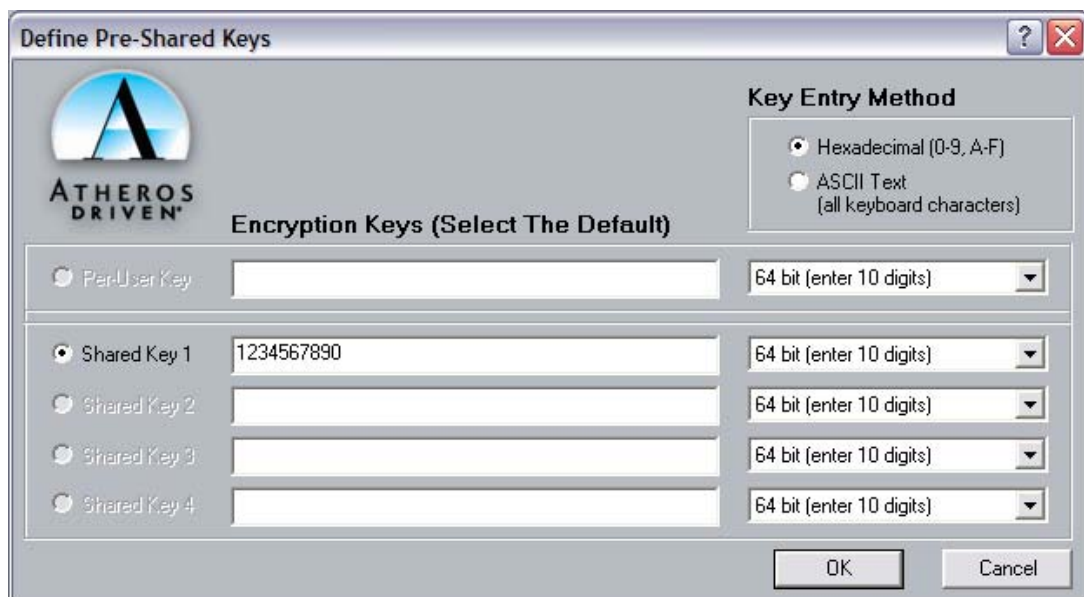 Define Pre-Shared Keys
?
A
ATHEROS
DRIVEN®
Key Entry Method
Hexadecimal (0-9, A-F)
ASCII Text
(all keyboard characters)
Encryption Keys (Select The Default)
Per-User Key 64 bit (enter 10 digits)
Shared Key 1 1234567890 64 bit (enter 10 digits)
Shared Key 2 64 bit (enter 10 digits)
Shared Key 3 64 bit (enter 10 digits)
Shared Key 4 64 bit (enter 10 digits)
OK Cancel